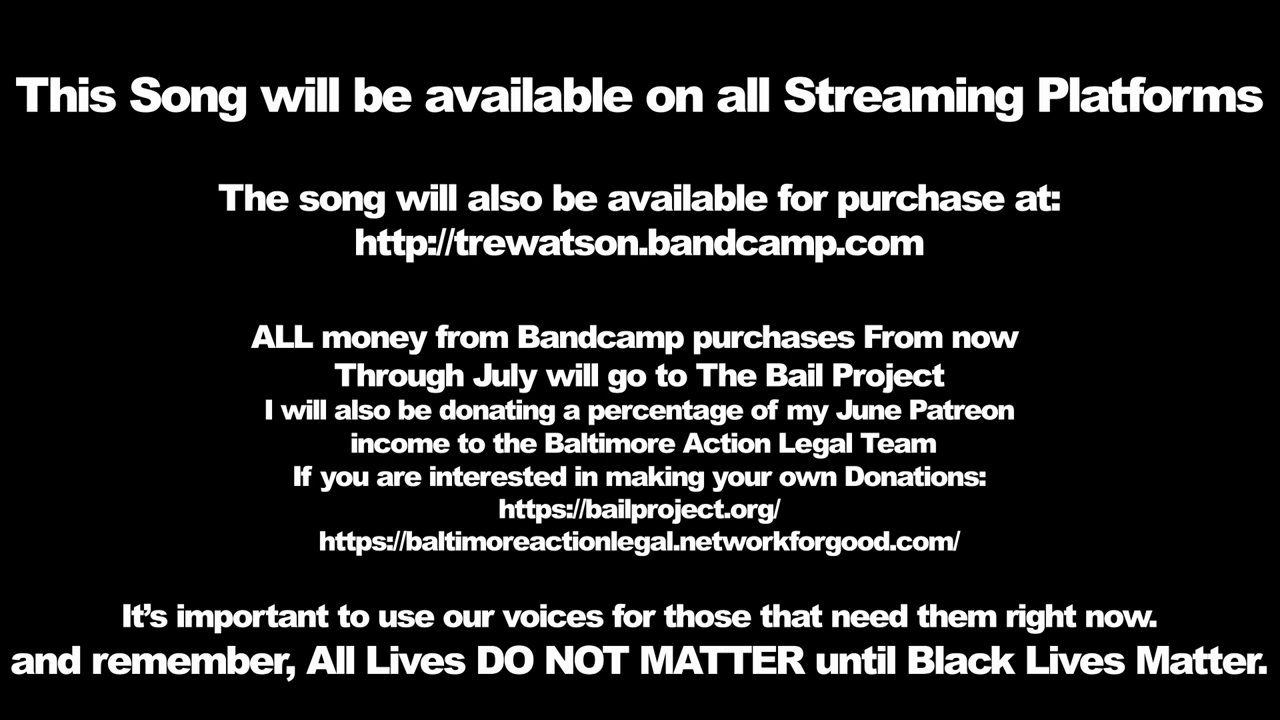 This Song will be available on all Streaming Platforms
The song will also be available for purchase at:
http://trewatson.bandcamp.com
ALL money from Bandcamp purchases From now
Through July will go to The Bail Project
I will also be donating a percentage of my June Patreon
income to the Baltimore Action Legal Team
If you are interested in making your own Donations:
https://bailproject.org/
https://baltimoreactionlegal.networkforgood.com/
It’s important to use our voices for those that need them right now.
and remember, All Lives DO NOT MATTER until Black Lives Matter.